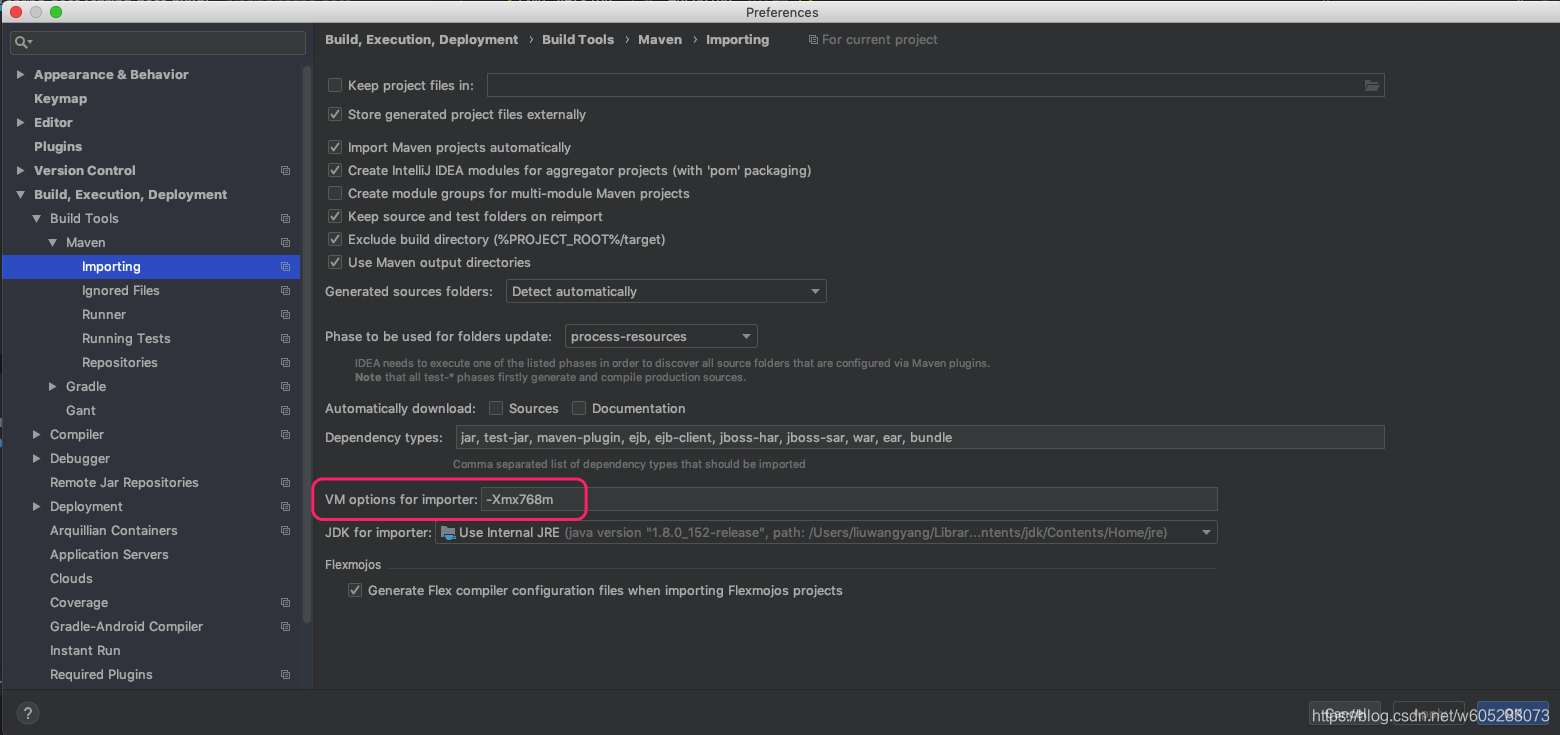 Preferences
Appearance & Behavior
Keymap
Editor
Plugins
Version Control
Build, Execution, Deployment
Build Tools
Maven
Importing
Ignored Files
Runner
Running Tests
Repositories
Gradle
Gant
Compiler
Debugger
Remote Jar Repositories
Deployment
Arquillian Containers
Application Servers
Clouds
Coverage
Gradle-Android Compiler
Instant Run
Required Plugins
Build, Execution, Deployment › Build Tools › Maven › Importing For current project
Keep project files in:
Store generated project files externally
Import Maven projects automatically
Create IntelliJ IDEA modules for aggregator projects (with 'pom' packaging)
Create module groups for multi-module Maven projects
Keep source and test folders on reimport
Exclude build directory (%PROJECT_ROOT%/target)
Use Maven output directories
Generated sources folders: Detect automatically
Phase to be used for folders update: process-resources
IDEA needs to execute one of the listed phases in order to discover all source folders that are configured via Maven plugins.
Note that all test-* phases firstly generate and compile production sources.
Automatically download: Sources Documentation
Dependency types: jar, test-jar, maven-plugin, ejb, ejb-client, jboss-har, jboss-sar, war, ear, bundle
Comma separated list of dependency types that should be imported
VM options for importer: -Xmx768m
JDK for importer: Use Internal JRE (java version "1.8.0_152-release", path: /Users/liuwangyang/Librar...ntents/jdk/Contents/Home/jre)
Flexmojos
Generate Flex compiler configuration files when importing Flexmojos projects
?
Cancel Apply OK
https://blog.csdn.net/w605283073